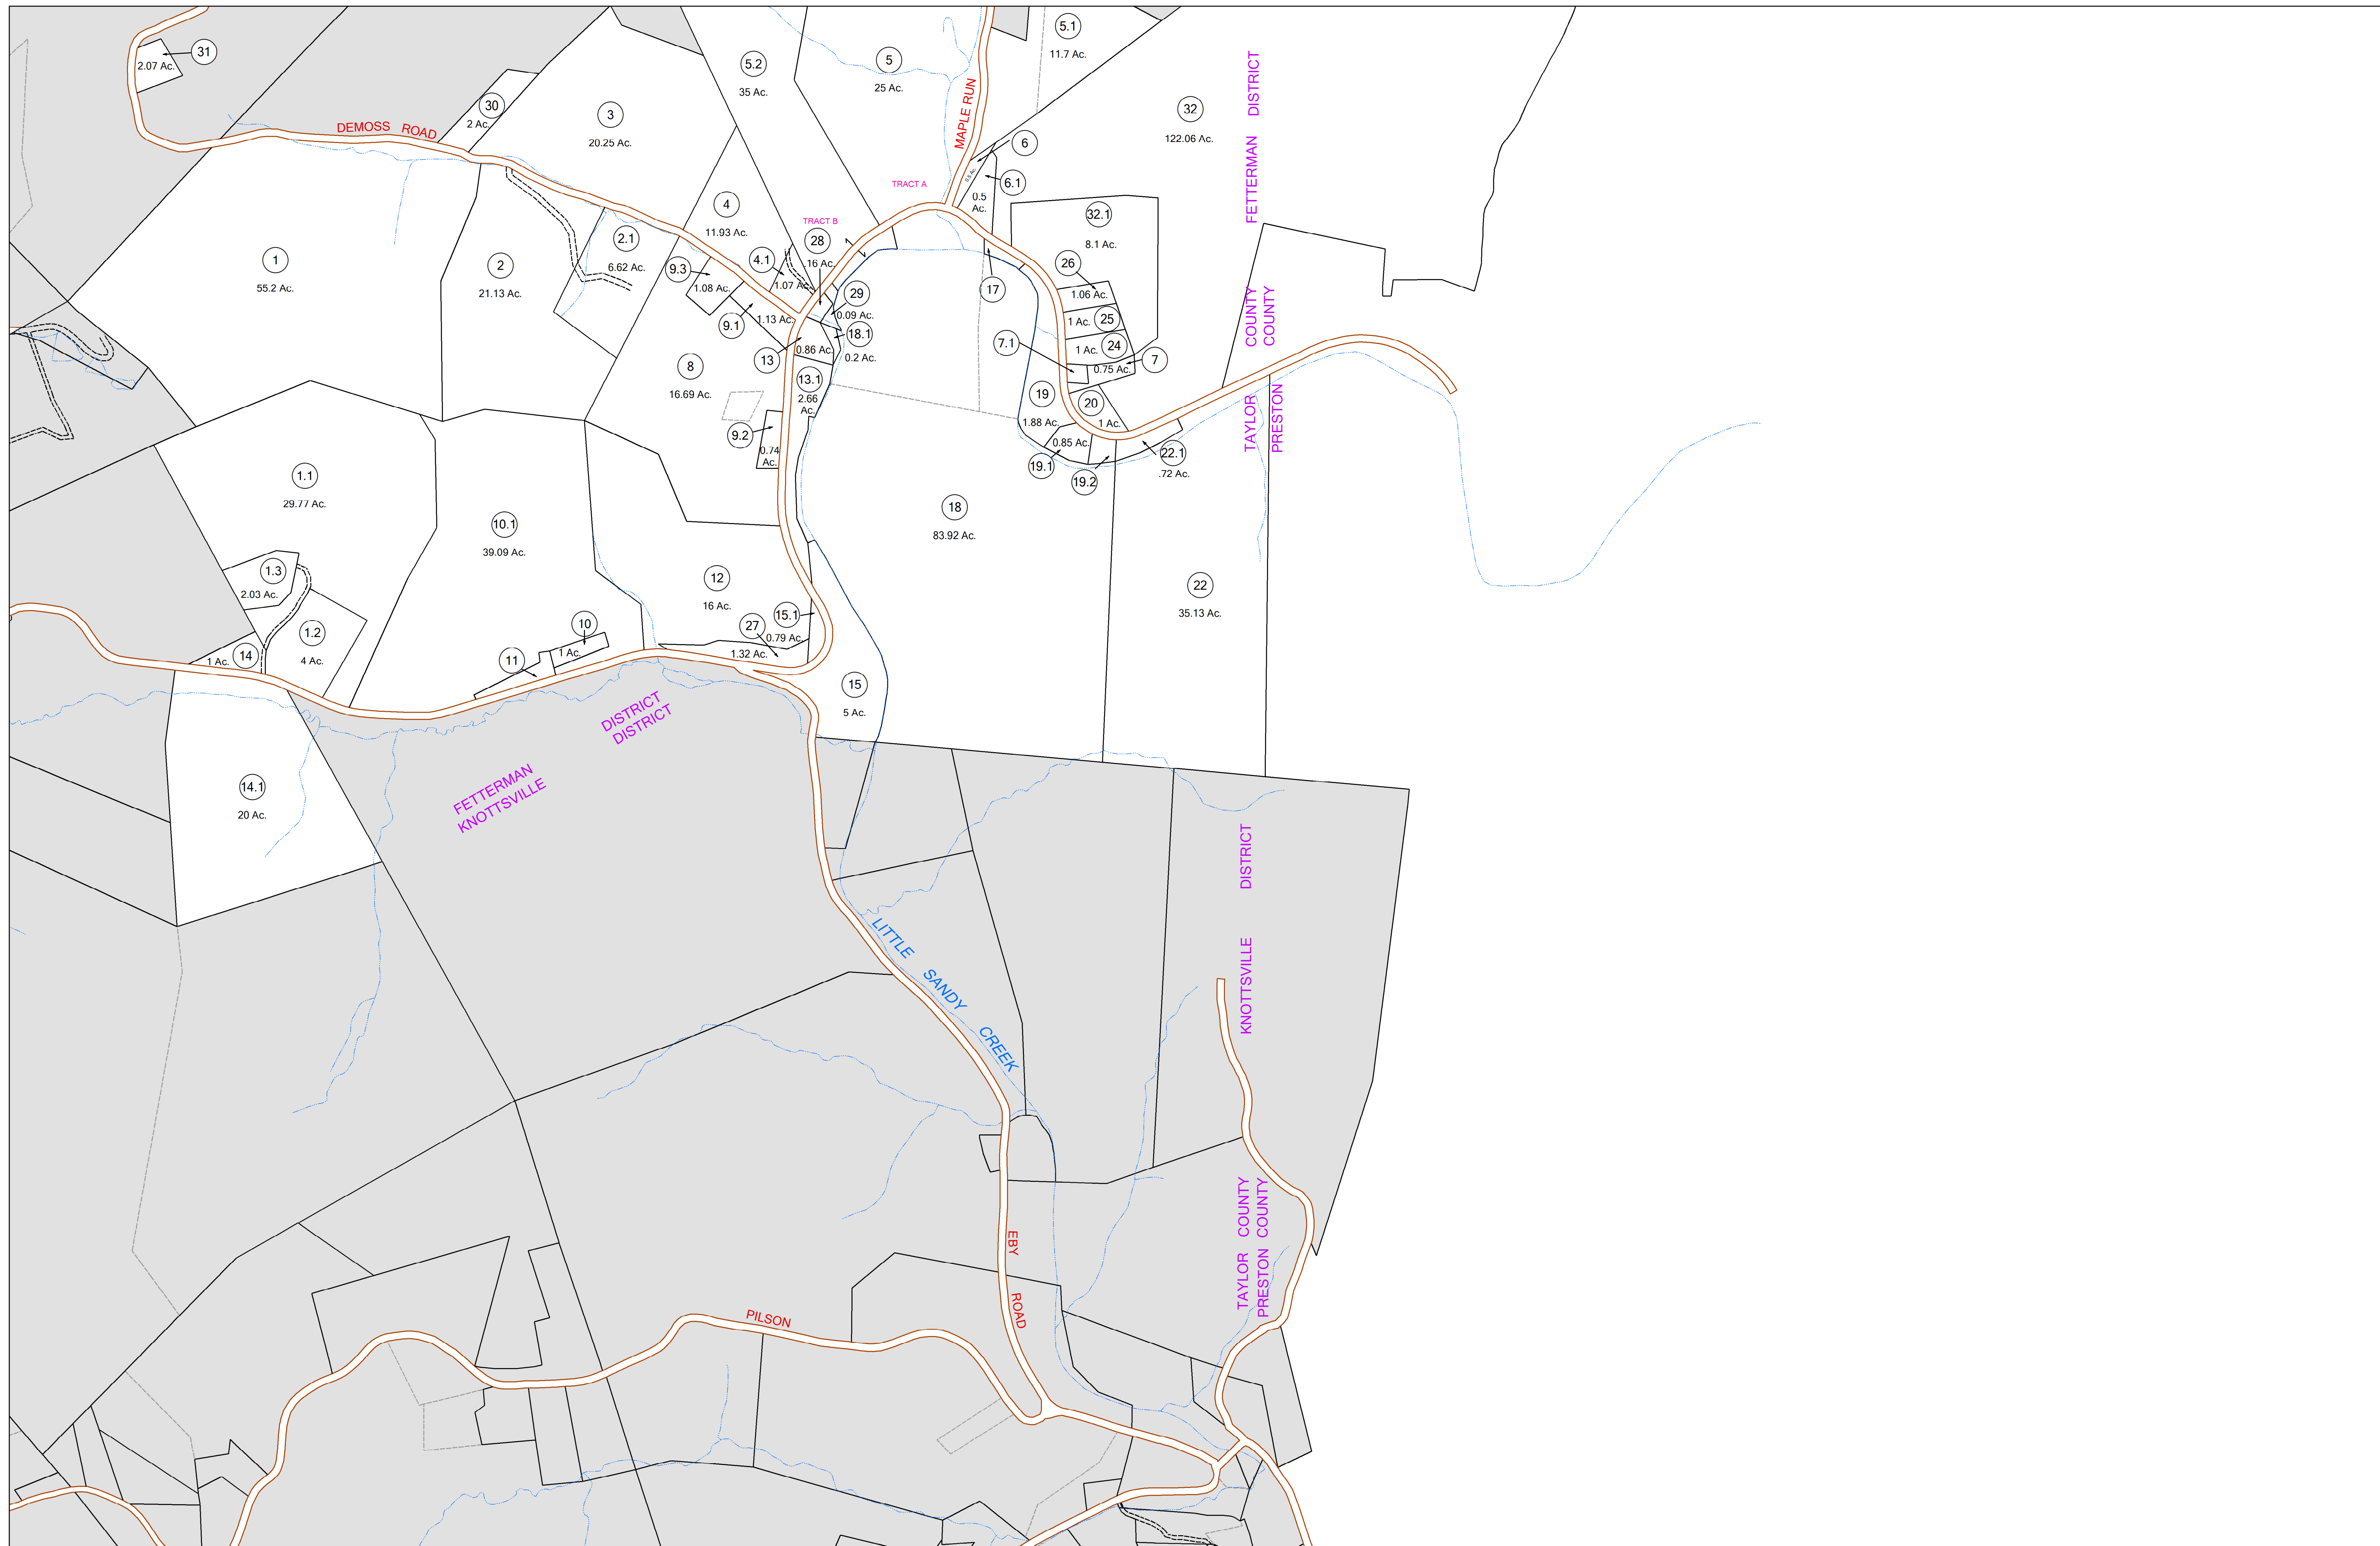 31
2.07 Ac.
30
2 Ac.
DEMOSS ROAD
3
20.25 Ac.
5.2
35 Ac.
5
25 Ac.
5.1
11.7 Ac.
MAPLE RUN
32
122.06 Ac.
FETTERMAN DISTRICT
6
0.5 Ac.
6.1
0.5
Ac.
TRACT A
TRACT B
4
11.93 Ac.
28
16 Ac.
4.1
1.07 Ac.
32.1
8.1 Ac.
1
55.2 Ac.
2
21.13 Ac.
2.1
6.62 Ac.
9.3
1.08 Ac.
9.1
1.13 Ac.
29
0.09 Ac.
18.1
0.2 Ac.
13
0.86 Ac.
17
26
1.06 Ac.
25
1 Ac.
24
1 Ac.
7.1
7
0.75 Ac.
TAYLOR COUNTY
PRESTON COUNTY
8
16.69 Ac.
13.1
2.66
Ac.
9.2
0.74
Ac.
19
1.88 Ac.
20
1 Ac.
0.85 Ac.
19.1
19.2
22.1
.72 Ac.
1.1
29.77 Ac.
10.1
39.09 Ac.
18
83.92 Ac.
1.3
2.03 Ac.
12
16 Ac.
22
35.13 Ac.
15.1
0.79 Ac.
27
1.32 Ac.
1.2
4 Ac.
14
1 Ac.
10
1 Ac.
11
15
5 Ac.
DISTRICT
DISTRICT
FETTERMAN
KNOTTSVILLE
14.1
20 Ac.
KNOTTSVILLE DISTRICT
LITTLE SANDY CREEK
TAYLOR COUNTY
PRESTON COUNTY
EBY ROAD
PILSON